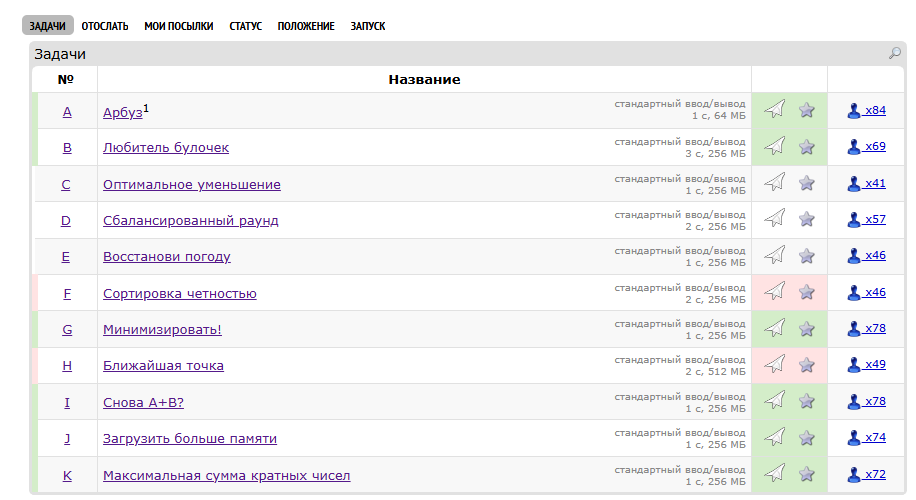 ЗАДАЧИ ОТОСЛАТЬ МОИ ПОСЫЛКИ СТАТУС ПОЛОЖЕНИЕ ЗАПУСК
Задачи
№ Название
A Арбуз1 стандартный ввод/вывод x84
1 с, 64 МБ
B Любитель булочек стандартный ввод/вывод x69
3 с, 256 МБ
C Оптимальное уменьшение стандартный ввод/вывод x41
1 с, 256 МБ
D Сбалансированный раунд стандартный ввод/вывод x57
2 с, 256 МБ
E Восстанови погоду стандартный ввод/вывод x46
1 с, 256 МБ
F Сортировка четностью стандартный ввод/вывод x46
2 с, 256 МБ
G Минимизировать! стандартный ввод/вывод x78
1 с, 256 МБ
H Ближайшая точка стандартный ввод/вывод x49
2 с, 512 МБ
I Снова A+B? стандартный ввод/вывод x78
1 с, 256 МБ
J Загрузить больше памяти стандартный ввод/вывод x74
1 с, 256 МБ
K Максимальная сумма кратных чисел стандартный ввод/вывод x72
1 с, 256 МБ